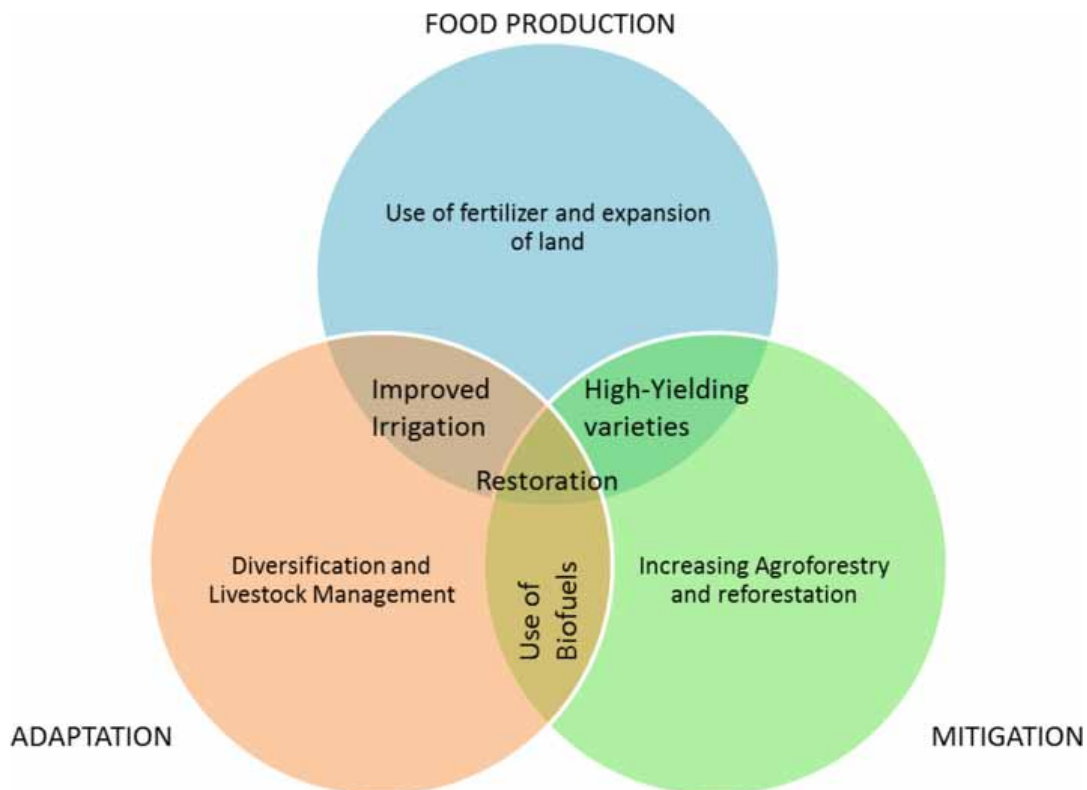 FOOD PRODUCTION
Use of fertilizer and expansion
of land
Improved
Irrigation
High-Yielding
varieties
Restoration
Diversification and
Livestock Management
Use of
Biofuels
Increasing Agroforestry
and reforestation
ADAPTATION
MITIGATION